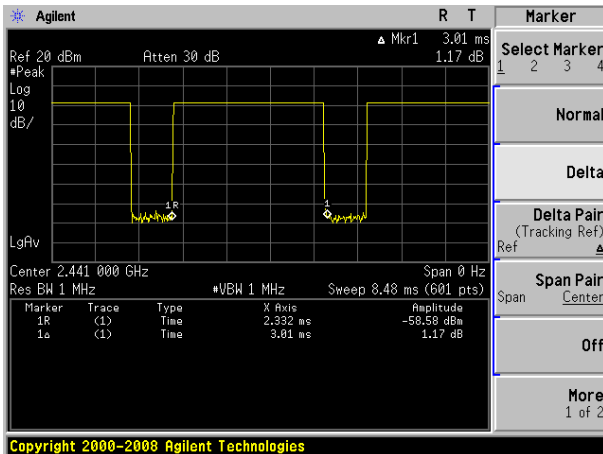 Agilent R T Marker
Δ Mkr1 3.01 ms
Ref 20 dBm Atten 30 dB 1.17 dB
#Peak
Log
10
dB/
1R 1
LgAv
Center 2.441 000 GHz Span 0 Hz
Res BW 1 MHz #VBW 1 MHz Sweep 8.48 ms (601 pts)
Marker Trace Type X Axis Amplitude
1R (1) Time 2.332 ms -58.58 dBm
1Δ (1) Time 3.01 ms 1.17 dB
Select Marker
1 2 3 4
Normal
Delta
Delta Pair
(Tracking Ref)
Ref Δ
Span Pair
Span Center
Off
More
1 of 2
Copyright 2000-2008 Agilent Technologies